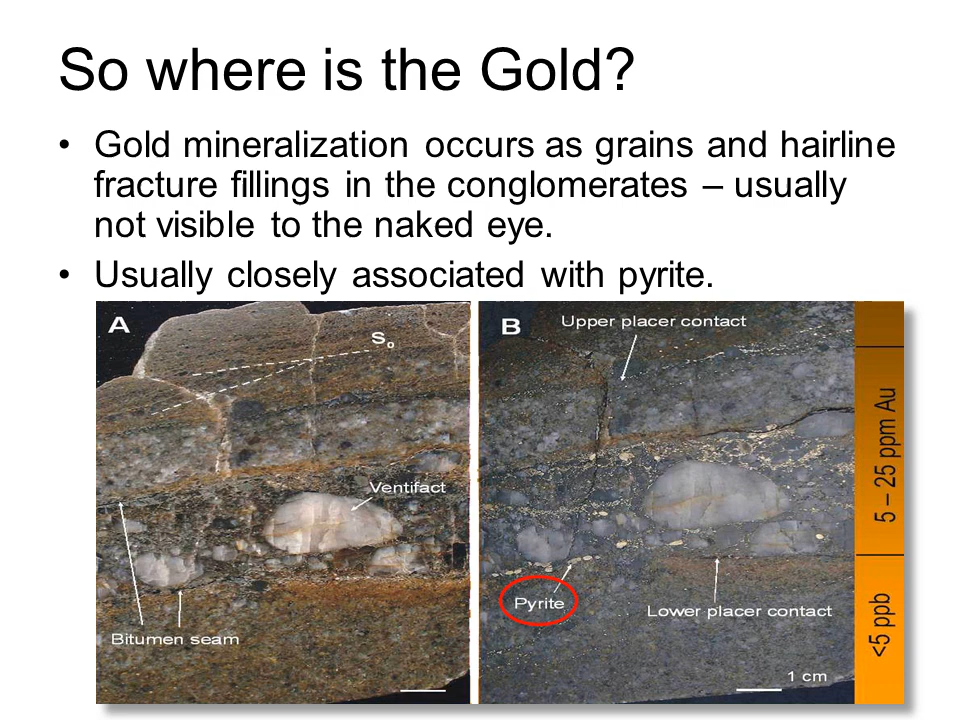 So where is the Gold?
• Gold mineralization occurs as grains and hairline
fracture fillings in the conglomerates – usually
not visible to the naked eye.
• Usually closely associated with pyrite.
A
So
Ventifact
Bitumen seam
B
Upper placer contact
Pyrite
Lower placer contact
1 cm
5 – 25 ppm Au
<5 ppb